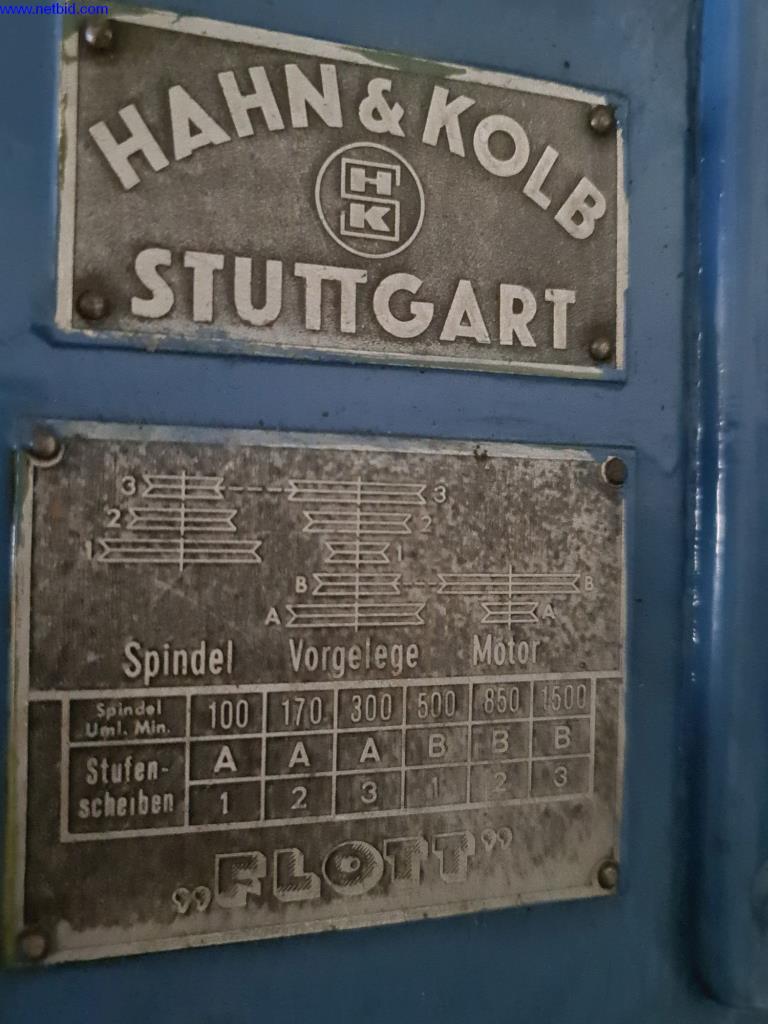 www.netbid.com
HAHN & KOLB
HK
STUTTGART
3 3
2 2
1 1
B B
A A
Spindel Vorgelege Motor
Spindel Uml. Min. 100 170 300 500 850 1500
Stufen- A A A B B B
scheiben 1 2 3 1 2 3
„FLOTT”